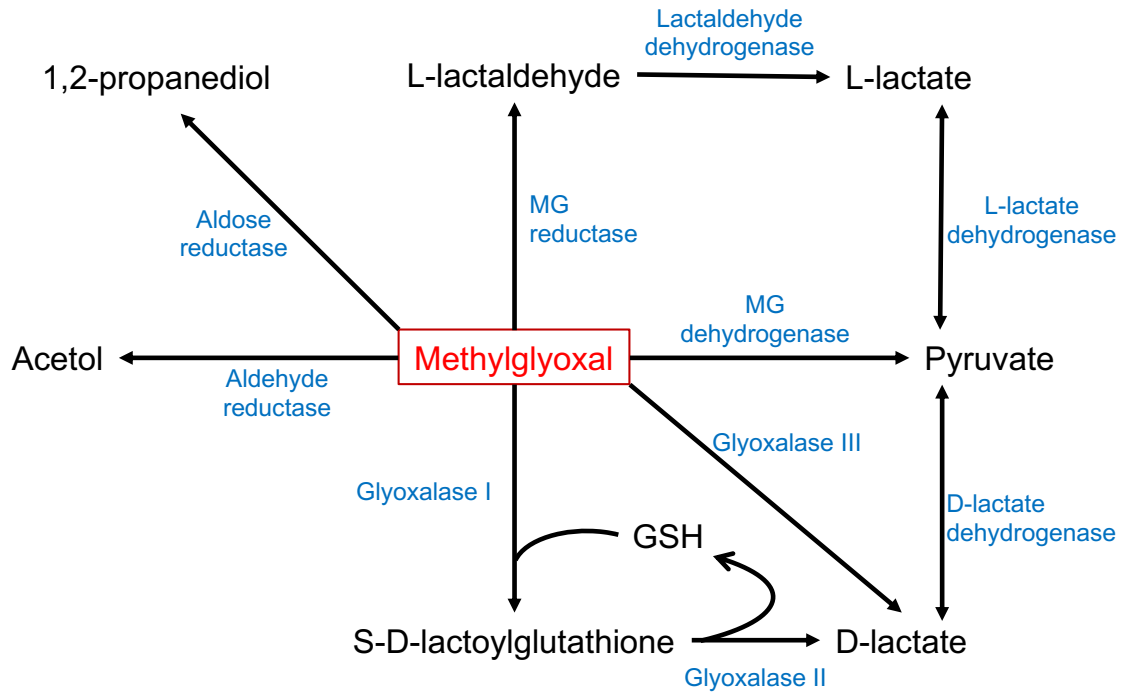 Lactaldehyde
dehydrogenase
1,2-propanediol
L-lactaldehyde
L-lactate
Aldose
reductase
MG
reductase
L-lactate
dehydrogenase
MG
dehydrogenase
Acetol
Methylglyoxal
Pyruvate
Aldehyde
reductase
Glyoxalase III
Glyoxalase I
D-lactate
dehydrogenase
GSH
S-D-lactoylglutathione
D-lactate
Glyoxalase II